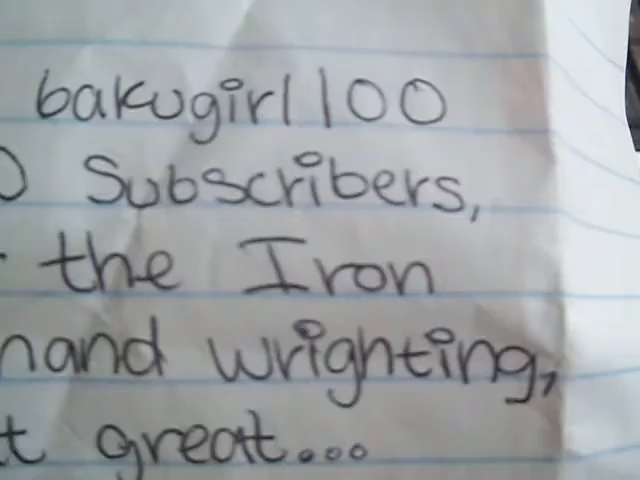 bakugirl100
Subscribers,
the Iron
hand wrighting,
great...